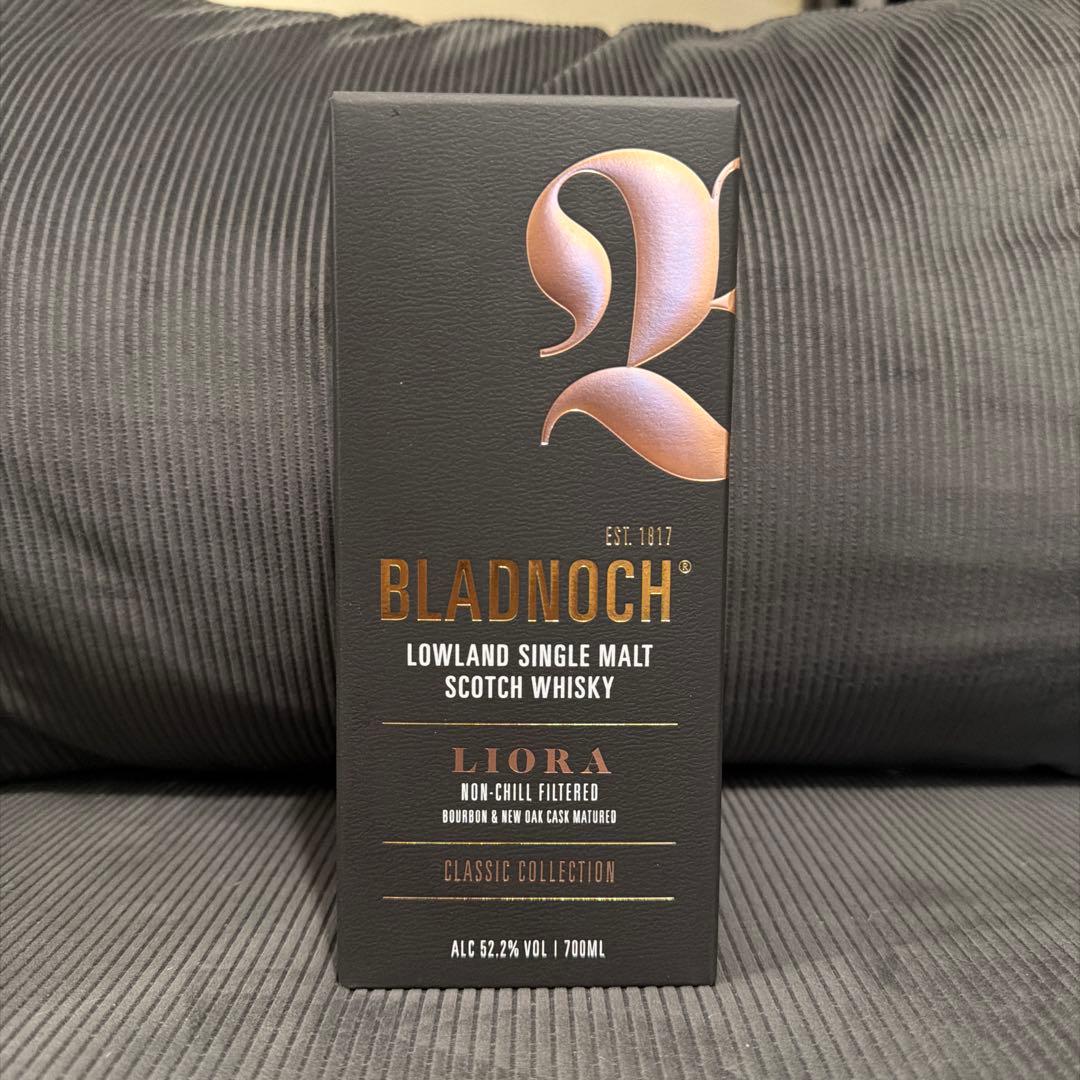 EST. 1817
BLADNOCH®
LOWLAND SINGLE MALT
SCOTCH WHISKY
LIORA
NON-CHILL FILTERED
BOURBON & NEW OAK CASK MATURED
CLASSIC COLLECTION
ALC 52.2% VOL | 700ML